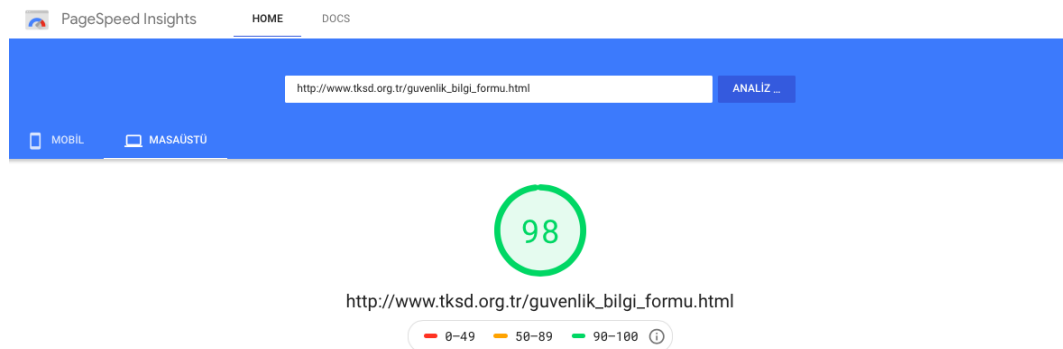 PageSpeed Insights HOME DOCS
http://www.tksd.org.tr/guvenlik_bilgi_formu.html ANALİZ ...
MOBİL MASAÜSTÜ
98
http://www.tksd.org.tr/guvenlik_bilgi_formu.html
0–49 50–89 90–100